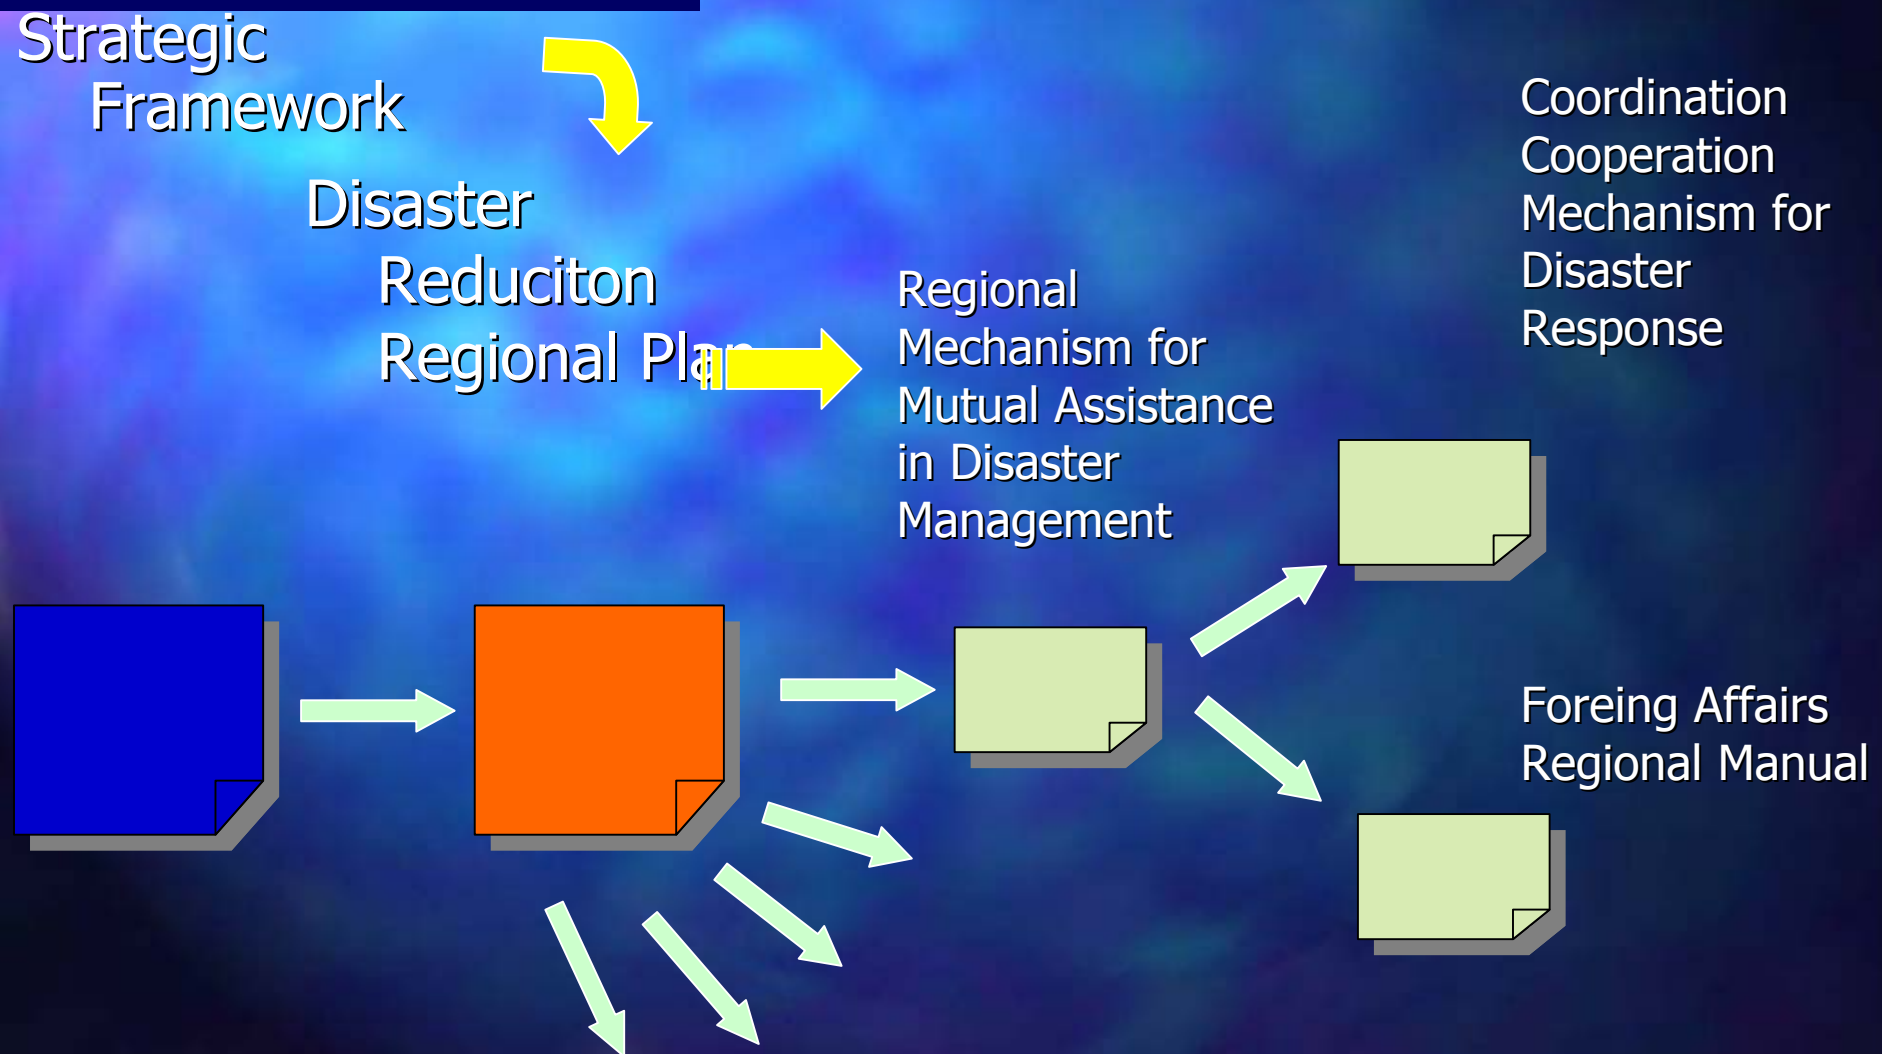 Strategic
Framework
Disaster
Reduciton
Regional Plan
Regional
Mechanism for
Mutual Assistance
in Disaster
Management
Coordination
Cooperation
Mechanism for
Disaster
Response
Foreing Affairs
Regional Manual